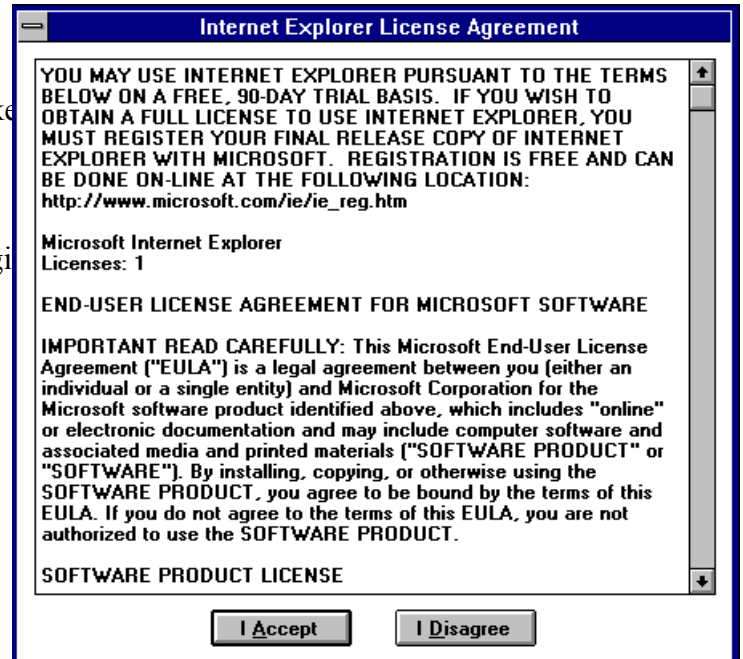 Internet Explorer License Agreement
YOU MAY USE INTERNET EXPLORER PURSUANT TO THE TERMS
BELOW ON A FREE, 90-DAY TRIAL BASIS.  IF YOU WISH TO
OBTAIN A FULL LICENSE TO USE INTERNET EXPLORER, YOU
MUST REGISTER YOUR FINAL RELEASE COPY OF INTERNET
EXPLORER WITH MICROSOFT.  REGISTRATION IS FREE AND CAN
BE DONE ON-LINE AT THE FOLLOWING LOCATION:
http://www.microsoft.com/ie/ie_reg.htm
Microsoft Internet Explorer
Licenses: 1
END-USER LICENSE AGREEMENT FOR MICROSOFT SOFTWARE
IMPORTANT READ CAREFULLY: This Microsoft End-User License
Agreement ("EULA") is a legal agreement between you (either an
individual or a single entity) and Microsoft Corporation for the
Microsoft software product identified above, which includes "online"
or electronic documentation and may include computer software and
associated media and printed materials ("SOFTWARE PRODUCT" or
"SOFTWARE"). By installing, copying, or otherwise using the
SOFTWARE PRODUCT, you agree to be bound by the terms of this
EULA. If you do not agree to the terms of this EULA, you are not
authorized to use the SOFTWARE PRODUCT.
SOFTWARE PRODUCT LICENSE
I Accept
I Disagree